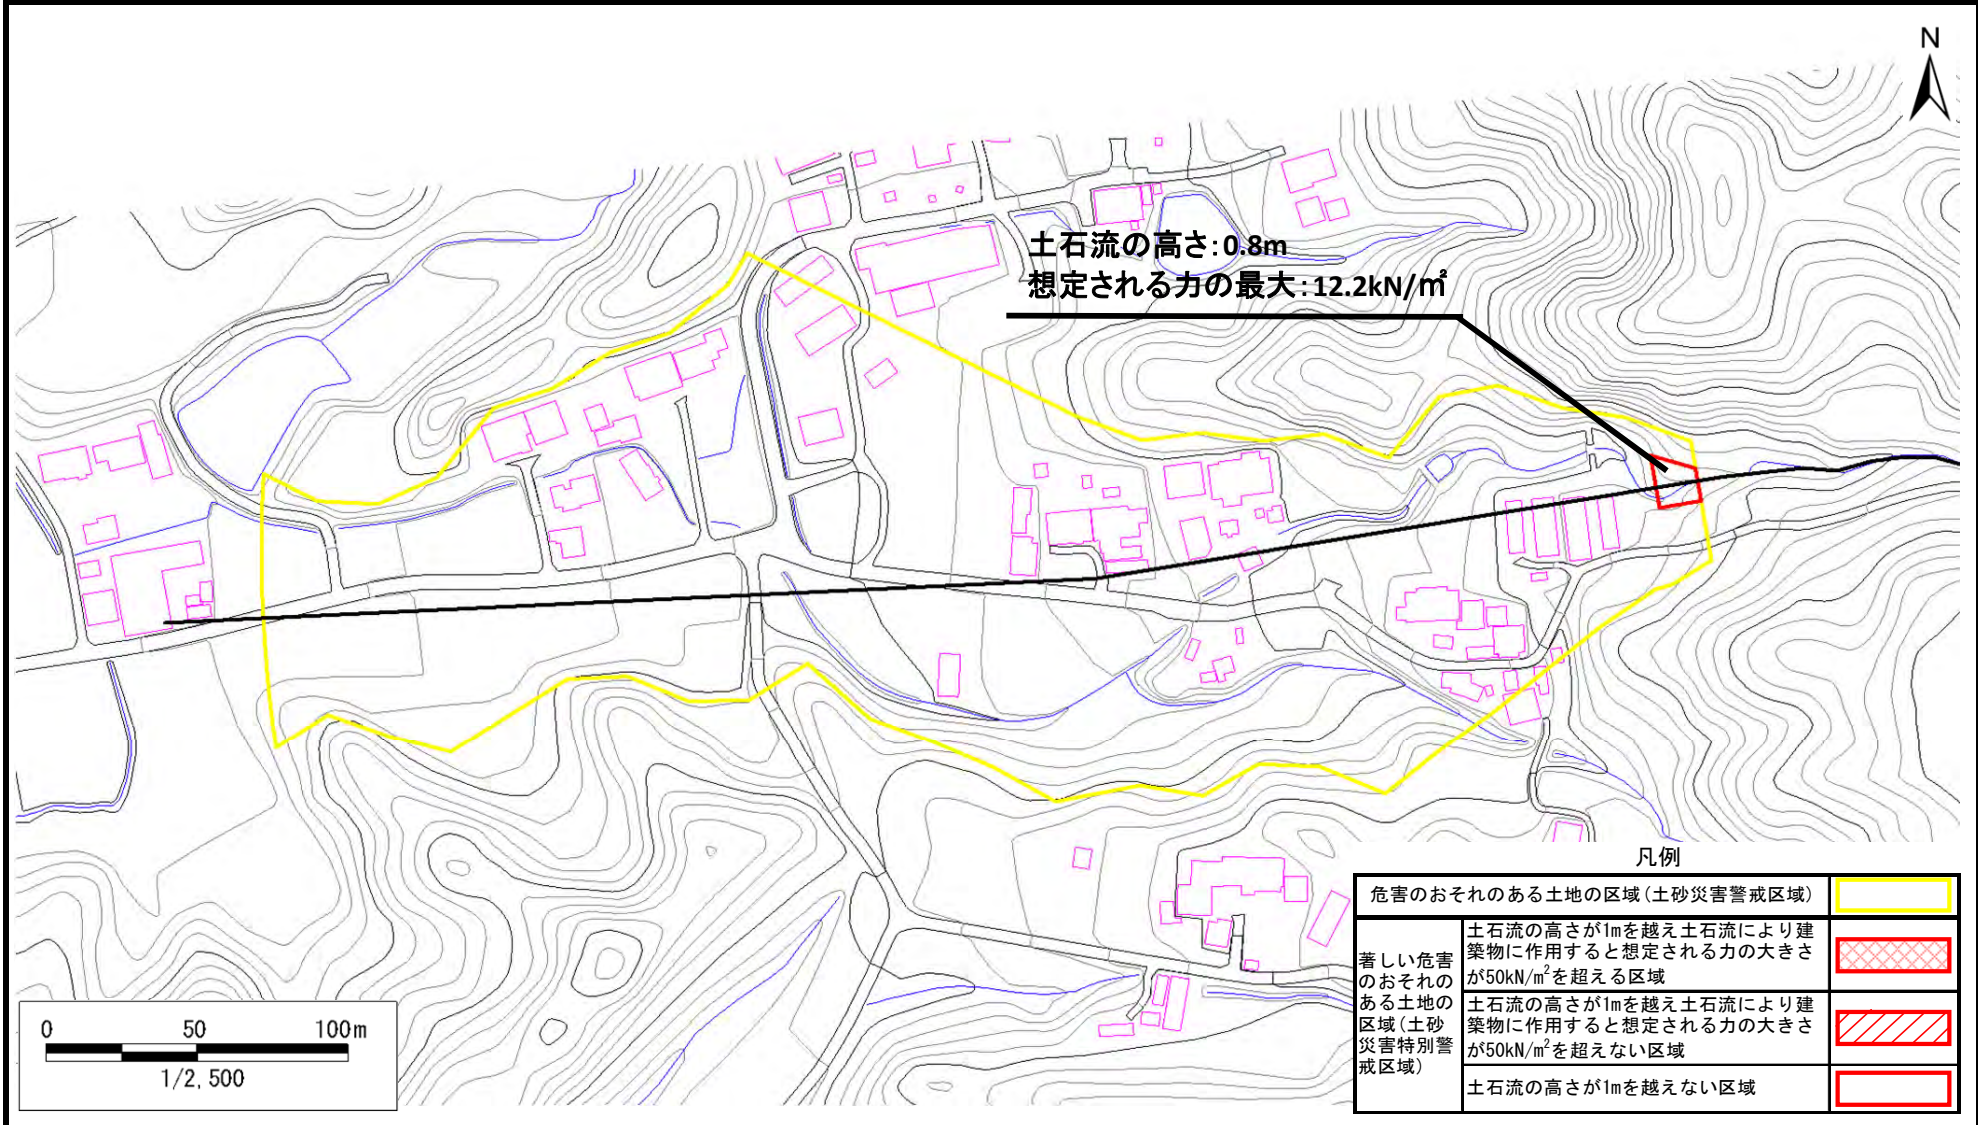 N
土石流の高さ:0.8m
想定される力の最大:12.2kN/㎡
凡例
危害のおそれのある土地の区域(土砂災害警戒区域)
著しい危害
のおそれの
ある土地の
区域(土砂
災害特別警
戒区域)
土石流の高さが1mを越え土石流により建
築物に作用すると想定される力の大きさ
が50kN/m²を超える区域
土石流の高さが1mを越え土石流により建
築物に作用すると想定される力の大きさ
が50kN/m²を超えない区域
土石流の高さが1mを越えない区域
0 50 100m
1/2,500